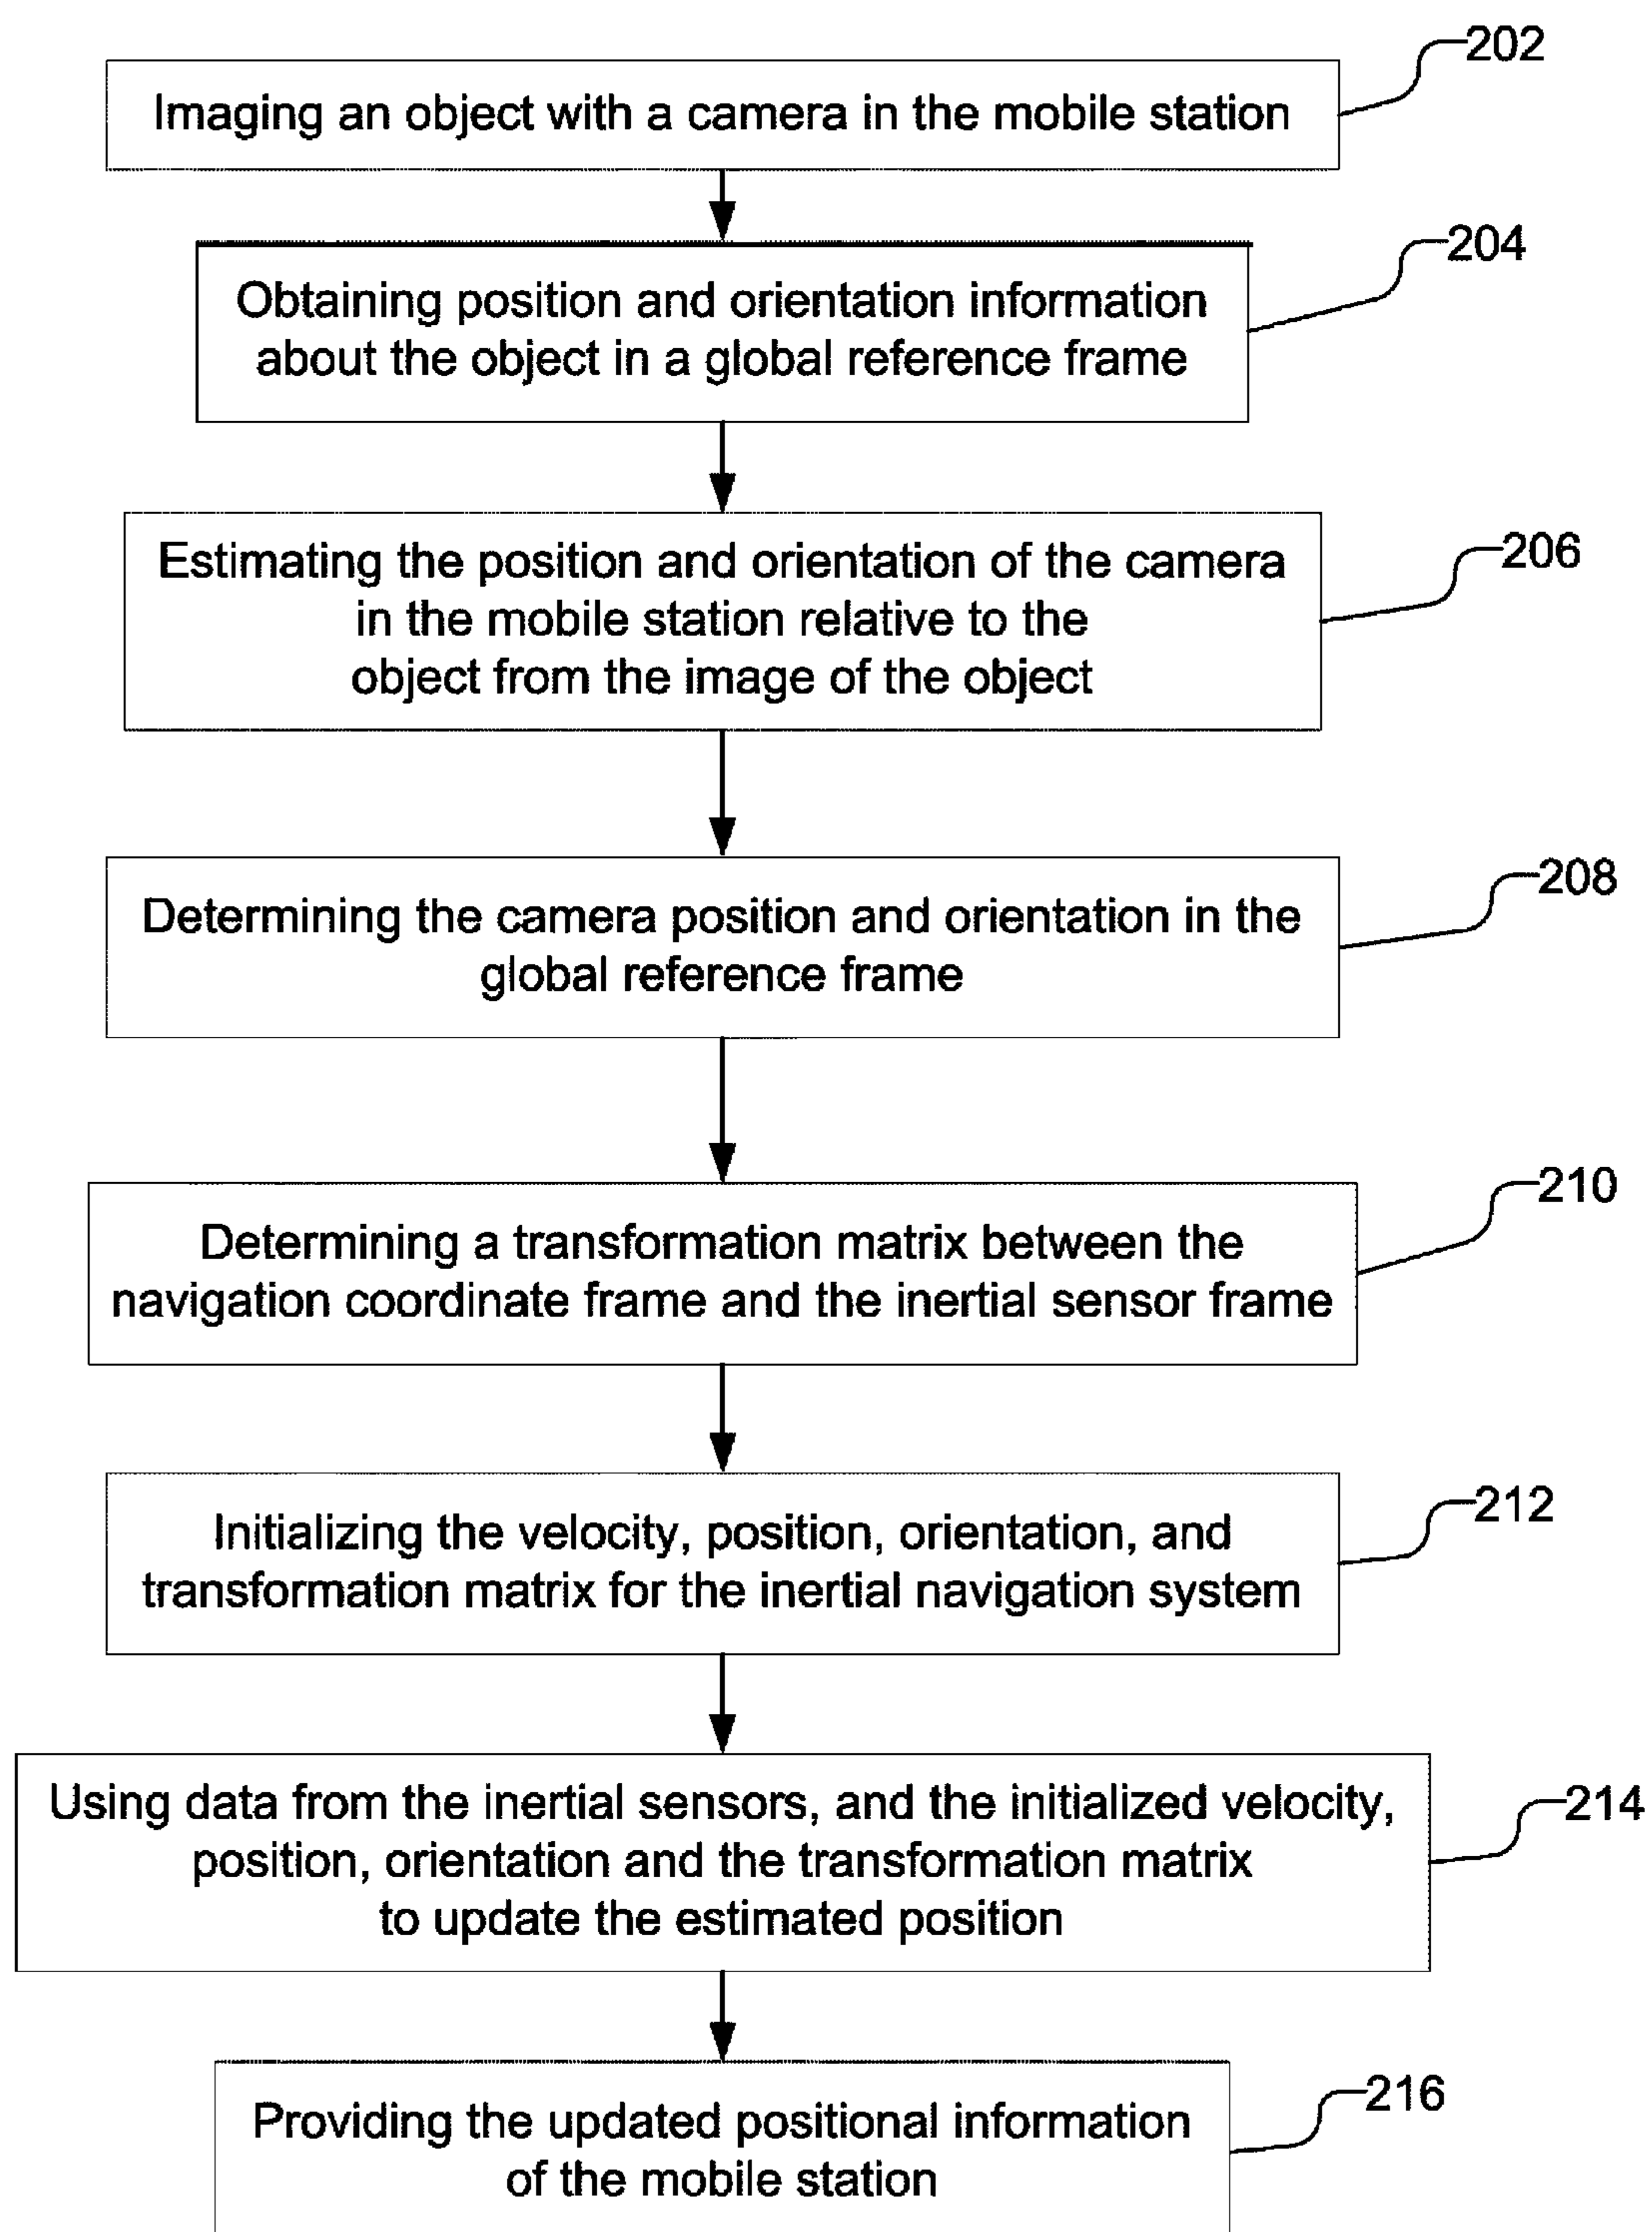 202
Imaging an object with a camera in the mobile station
204
Obtaining position and orientation information
about the object in a global reference frame
206
Estimating the position and orientation of the camera
in the mobile station relative to the
object from the image of the object
208
Determining the camera position and orientation in the
global reference frame
210
Determining a transformation matrix between the
navigation coordinate frame and the inertial sensor frame
212
Initializing the velocity, position, orientation, and
transformation matrix for the inertial navigation system
214
Using data from the inertial sensors, and the initialized velocity,
position, orientation and the transformation matrix
to update the estimated position
216
Providing the updated positional information
of the mobile station